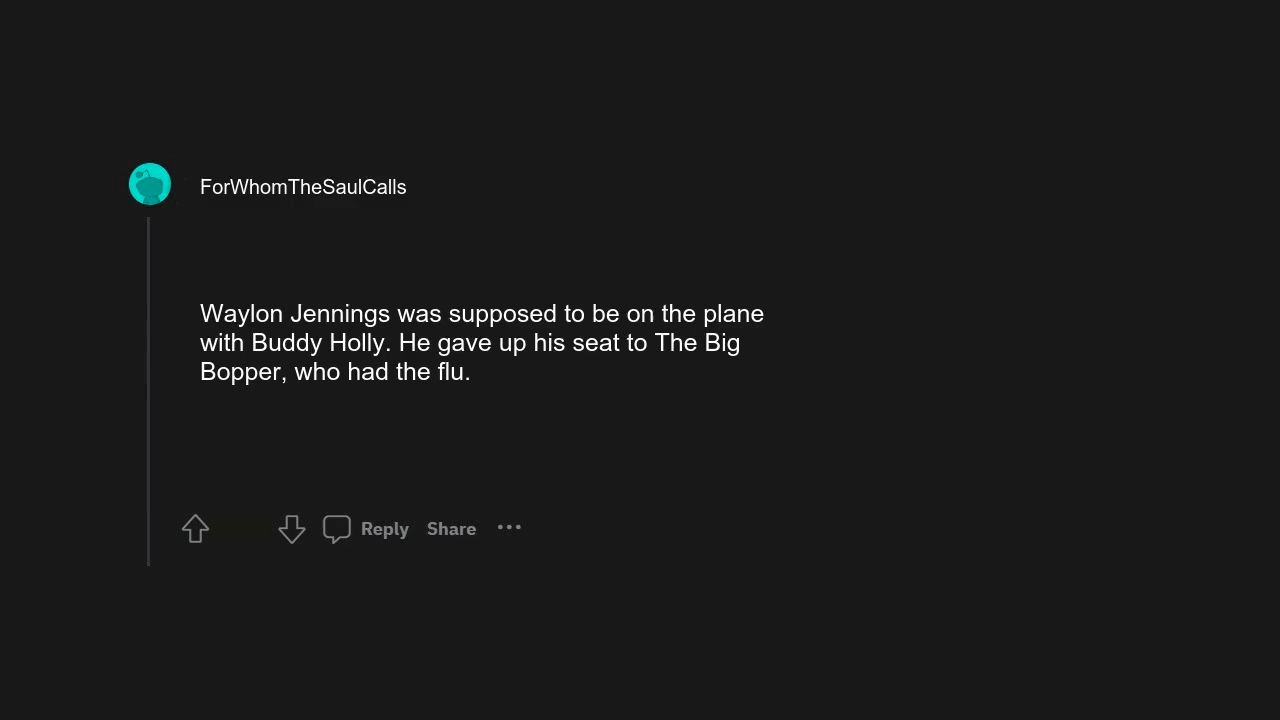 ForWhomTheSaulCalls
Waylon Jennings was supposed to be on the plane
with Buddy Holly. He gave up his seat to The Big
Bopper, who had the flu.
Reply Share